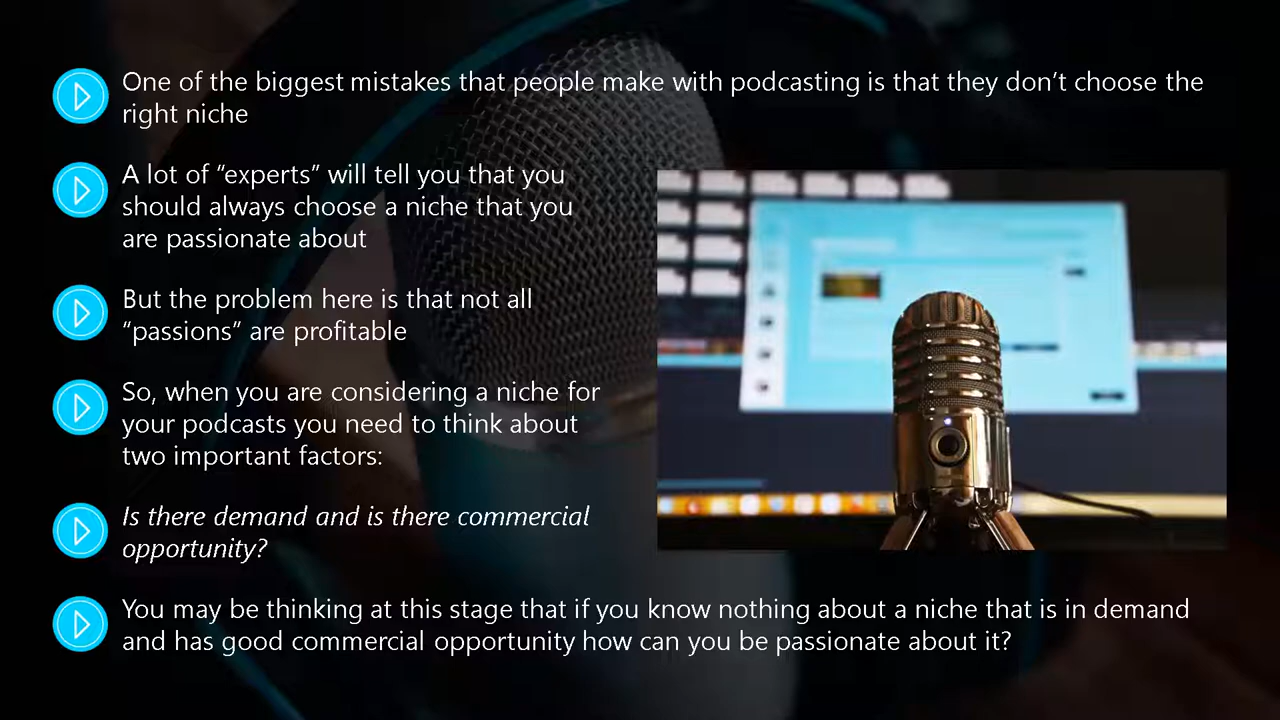 One of the biggest mistakes that people make with podcasting is that they don’t choose the
right niche
A lot of “experts” will tell you that you
should always choose a niche that you
are passionate about
But the problem here is that not all
“passions” are profitable
So, when you are considering a niche for
your podcasts you need to think about
two important factors:
Is there demand and is there commercial
opportunity?
You may be thinking at this stage that if you know nothing about a niche that is in demand
and has good commercial opportunity how can you be passionate about it?